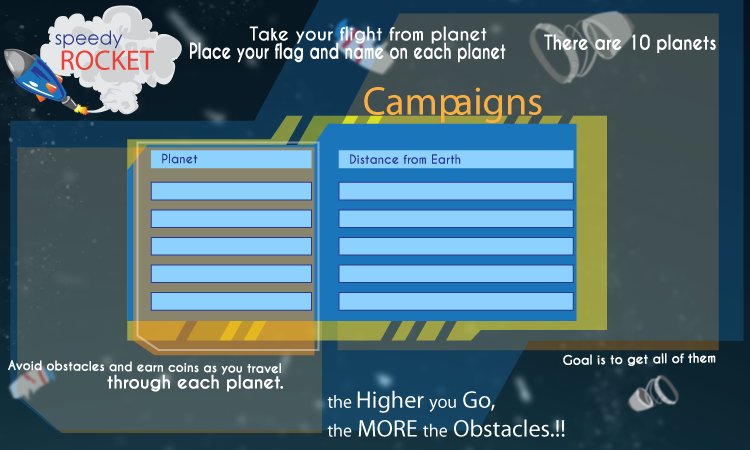 speedy
ROCKET
Take your flight from planet
Place your flag and name on each planet
There are 10 planets
Campaigns
Planet
Distance from Earth
Avoid obstacles and earn coins as you travel
through each planet.
Goal is to get all of them
the Higher you Go,
the MORE the Obstacles.!!